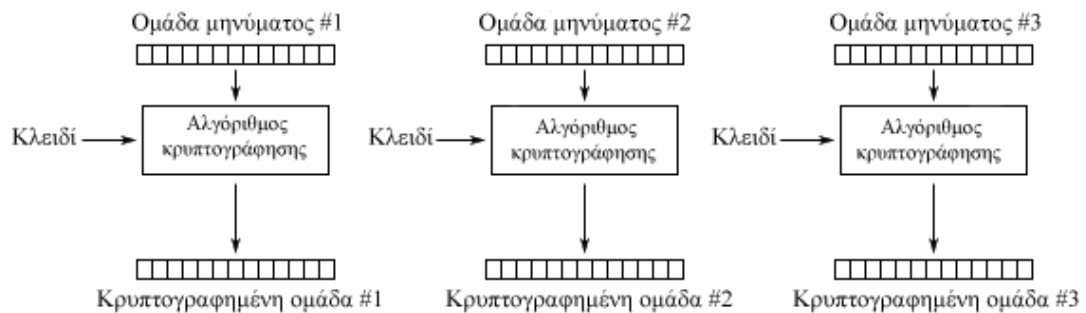 Ομάδα μηνύματος #1
Ομάδα μηνύματος #2
Ομάδα μηνύματος #3
Κλειδί
Αλγόριθμος
κρυπτογράφησης
Κλειδί
Αλγόριθμος
κρυπτογράφησης
Κλειδί
Αλγόριθμος
κρυπτογράφησης
Κρυπτογραφημένη ομάδα #1
Κρυπτογραφημένη ομάδα #2
Κρυπτογραφημένη ομάδα #3